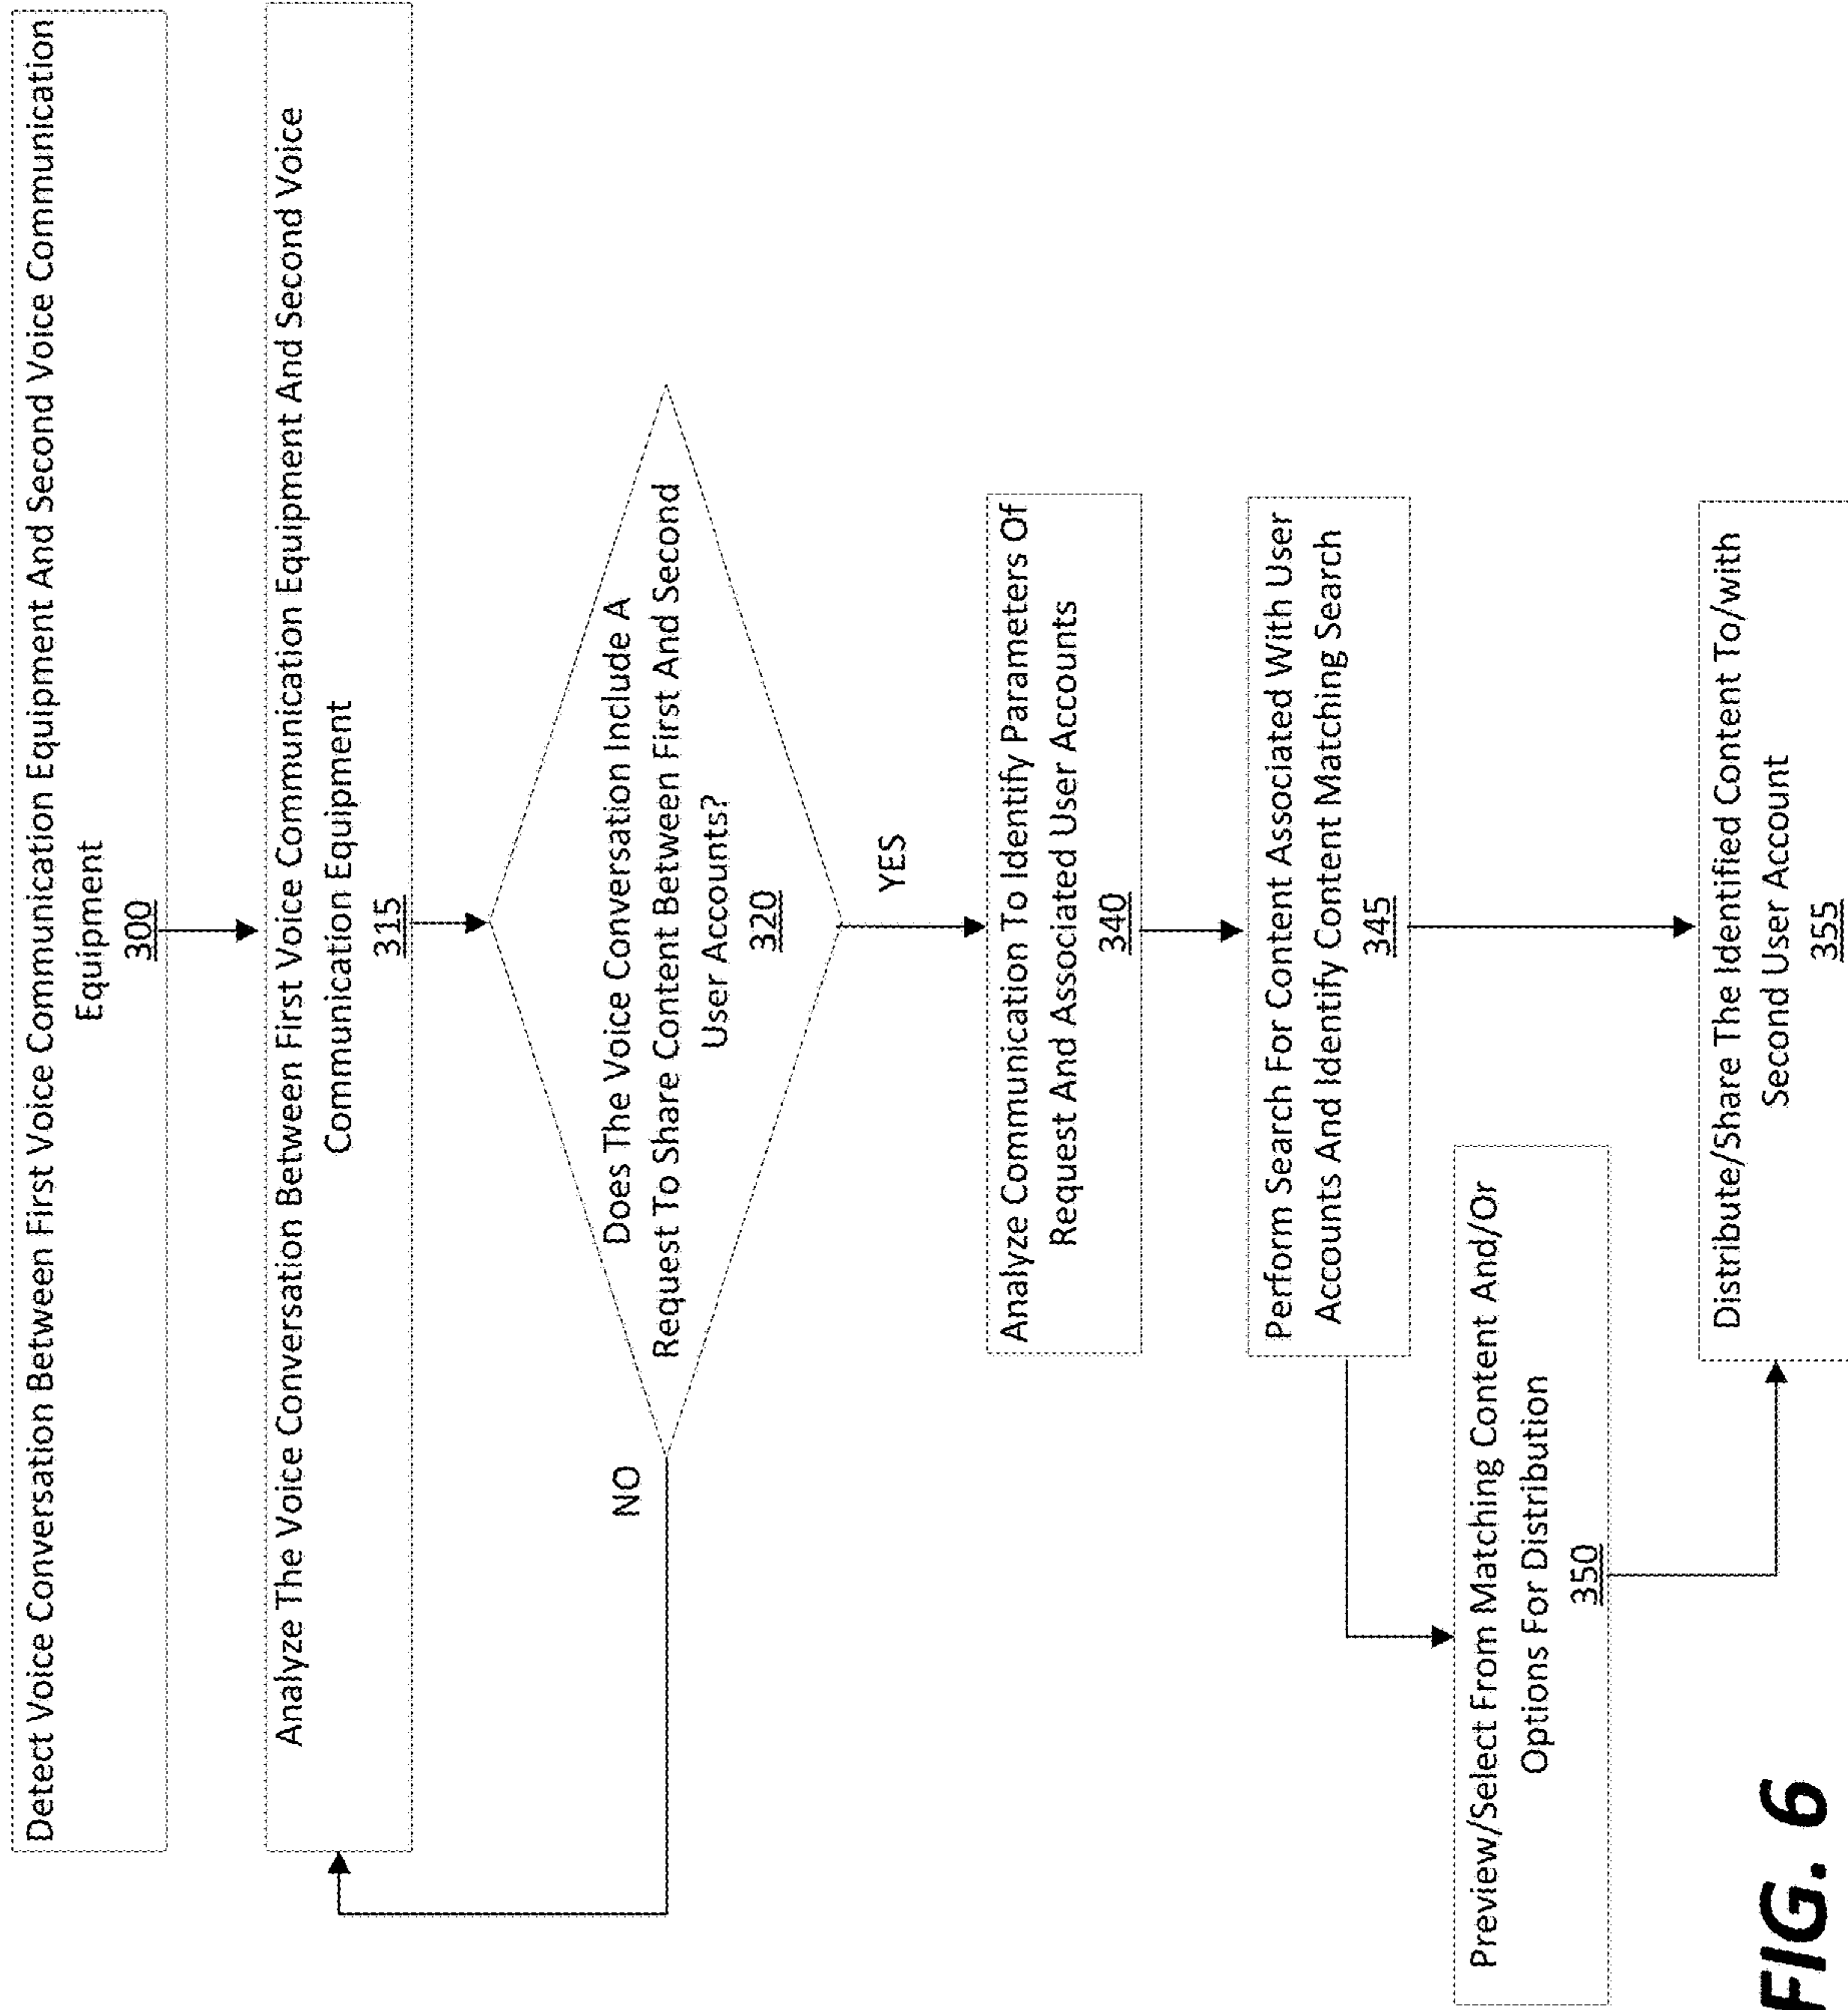 Detect Voice Conversation Between First Voice Communication Equipment And Second Voice Communication
Equipment
300
Analyze The Voice Conversation Between First Voice Communication Equipment And Second Voice
Communication Equipment
315
Does The Voice Conversation Include A
Request To Share Content Between First And Second
User Accounts?
320
NO
YES
Analyze Communication To Identify Parameters Of
Request And Associated User Accounts
340
Perform Search For Content Associated With User
Accounts And Identify Content Matching Search
345
Preview/Select From Matching Content And/Or
Options For Distribution
350
Distribute/Share The Identified Content To/with
Second User Account
355
FIG. 6